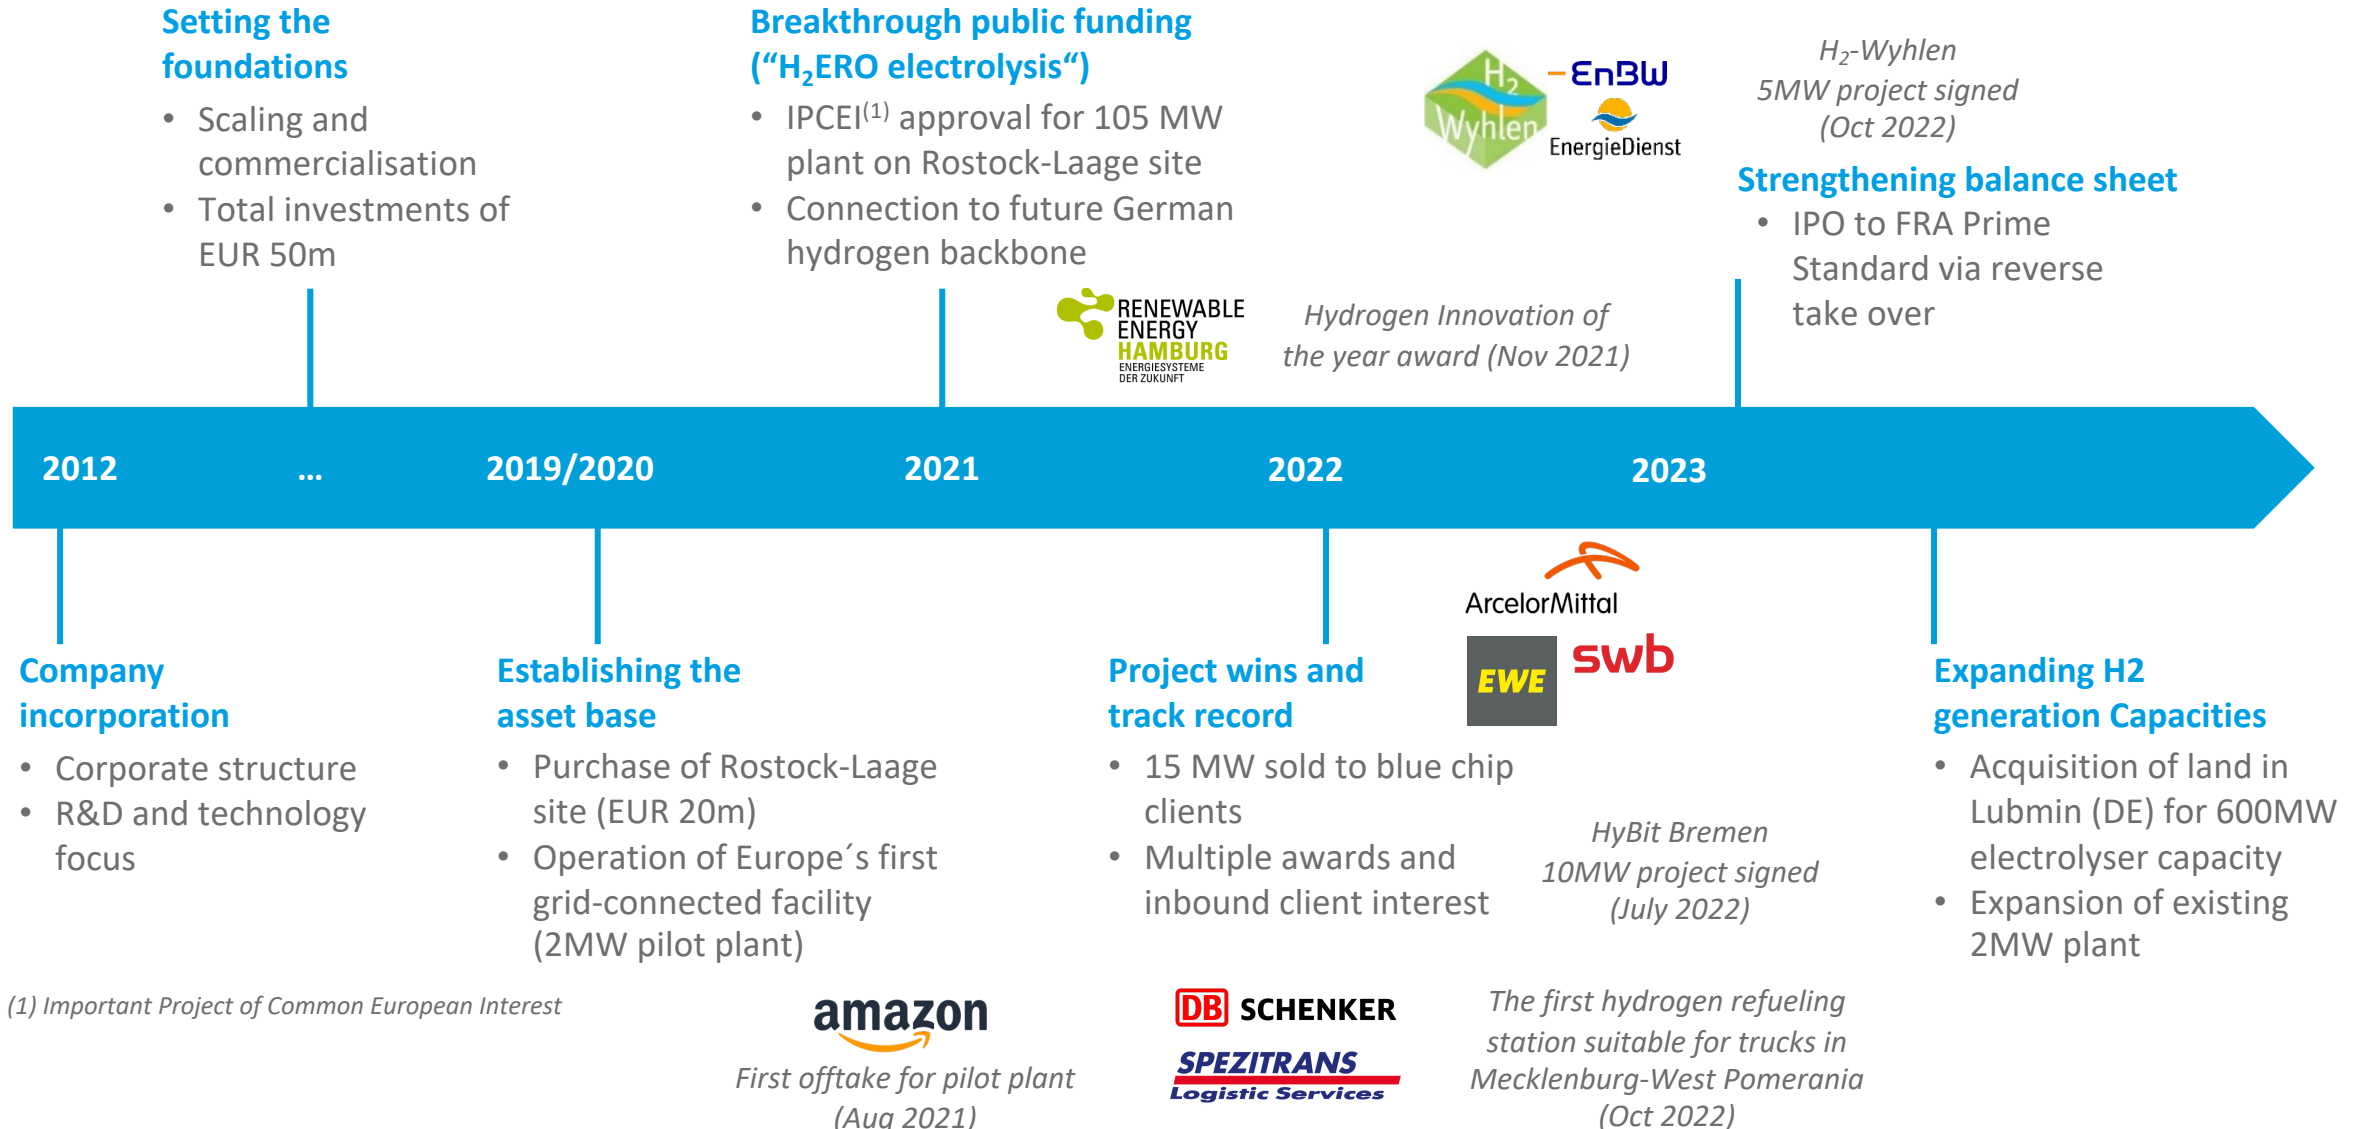 Setting the
foundations
• Scaling and
commercialisation
• Total investments of
EUR 50m
Breakthrough public funding
(“H₂ERO electrolysis“)
• IPCEI⁽¹⁾ approval for 105 MW
plant on Rostock-Laage site
• Connection to future German
hydrogen backbone
H₂
Wyhlen
EnBW
EnergieDienst
H₂-Wyhlen
5MW project signed
(Oct 2022)
Strengthening balance sheet
• IPO to FRA Prime
Standard via reverse
take over
RENEWABLE
ENERGY
HAMBURG
ENERGIESYSTEME
DER ZUKUNFT
Hydrogen Innovation of
the year award (Nov 2021)
2012 ... 2019/2020 2021 2022 2023
Company
incorporation
• Corporate structure
• R&D and technology
focus
Establishing the
asset base
• Purchase of Rostock-Laage
site (EUR 20m)
• Operation of Europe´s first
grid-connected facility
(2MW pilot plant)
Project wins and
track record
• 15 MW sold to blue chip
clients
• Multiple awards and
inbound client interest
ArcelorMittal
EWE
swb
HyBit Bremen
10MW project signed
(July 2022)
Expanding H2
generation Capacities
• Acquisition of land in
Lubmin (DE) for 600MW
electrolyser capacity
• Expansion of existing
2MW plant
(1) Important Project of Common European Interest
amazon
First offtake for pilot plant
(Aug 2021)
DB SCHENKER
SPEZITRANS
Logistic Services
The first hydrogen refueling
station suitable for trucks in
Mecklenburg-West Pomerania
(Oct 2022)